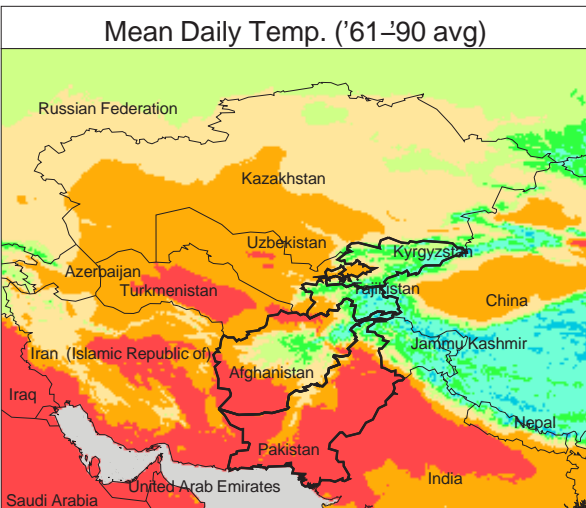 Mean Daily Temp. ('61–'90 avg)
Russian Federation
Kazakhstan
Uzbekistan
Kyrgyzstan
Azerbaijan
Turkmenistan
Tajikistan
China
Iran (Islamic Republic of)
Jammu/Kashmir
Afghanistan
Iraq
Nepal
Pakistan
India
United Arab Emirates
Saudi Arabia